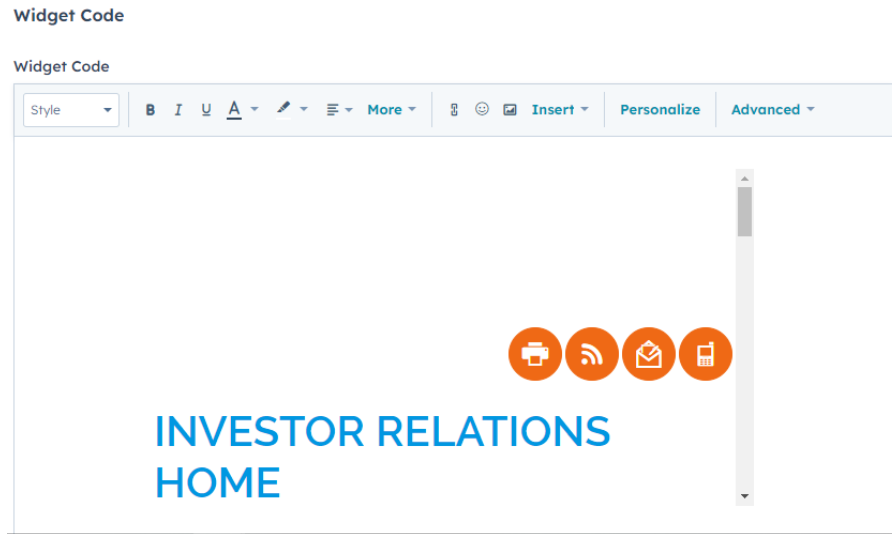 Widget Code
Widget Code
Style B I U A More Insert Personalize Advanced
INVESTOR RELATIONS
HOME